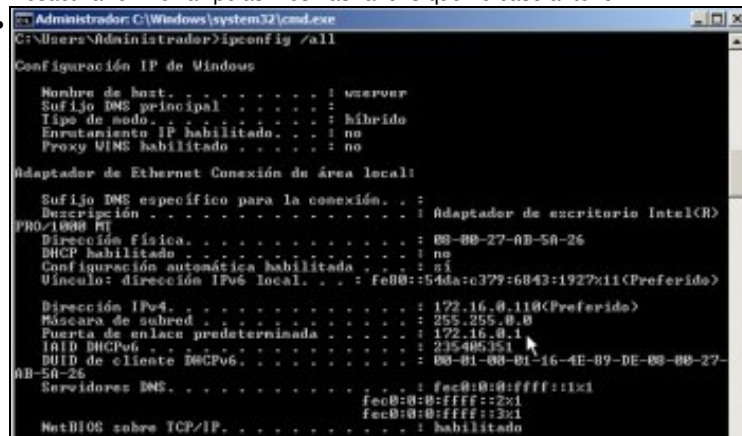 Administrador: C:\Windows\system32\cmd.exe
C:\Users\Administrador>ipconfig /all
Configuración IP de Windows
Nombre de host. . . . . . . . . : wserver
Sufijo DNS principal . . . . . :
Tipo de nodo. . . . . . . . . . : híbrido
Enrutamiento IP habilitado. . . : no
Proxy WINS habilitado . . . . . : no
Adaptador de Ethernet Conexión de área local:
Sufijo DNS específico para la conexión. . :
Descripción . . . . . . . . . . . . . . . : Adaptador de escritorio Intel(R)
PRO/1000 MT
Dirección física. . . . . . . . . . . . . : 08-00-27-AB-5A-26
DHCP habilitado . . . . . . . . . . . . . : no
Configuración automática habilitada . . . : sí
Vínculo: dirección IPv6 local. . . : fe80::54da:c379:6843:1927%11(Preferido)
Dirección IPv4. . . . . . . . . . . . . . : 172.16.0.110(Preferido)
Máscara de subred . . . . . . . . . . . . : 255.255.0.0
Puerta de enlace predeterminada . . . . . : 172.16.0.1
IAID DHCPv6 . . . . . . . . . . . . . . . : 235405351
DUID de cliente DHCPv6. . . . . . . . . . : 00-01-00-01-16-4E-89-DE-08-00-27-
AB-5A-26
Servidores DNS. . . . . . . . . . . . . . : fec0:0:0:ffff::1%1
fec0:0:0:ffff::2%1
fec0:0:0:ffff::3%1
NetBIOS sobre TCP/IP. . . . . . . . . . . : habilitado